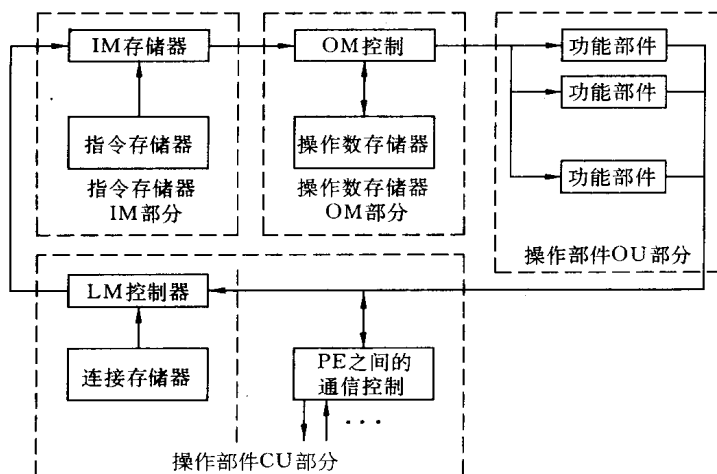 IM存储器
指令存储器
指令存储器
IM部分
OM控制
操作数存储器
操作数存储器
OM部分
功能部件
功能部件
功能部件
操作部件OU部分
LM控制器
连接存储器
PE之间的
通信控制
···
操作部件CU部分